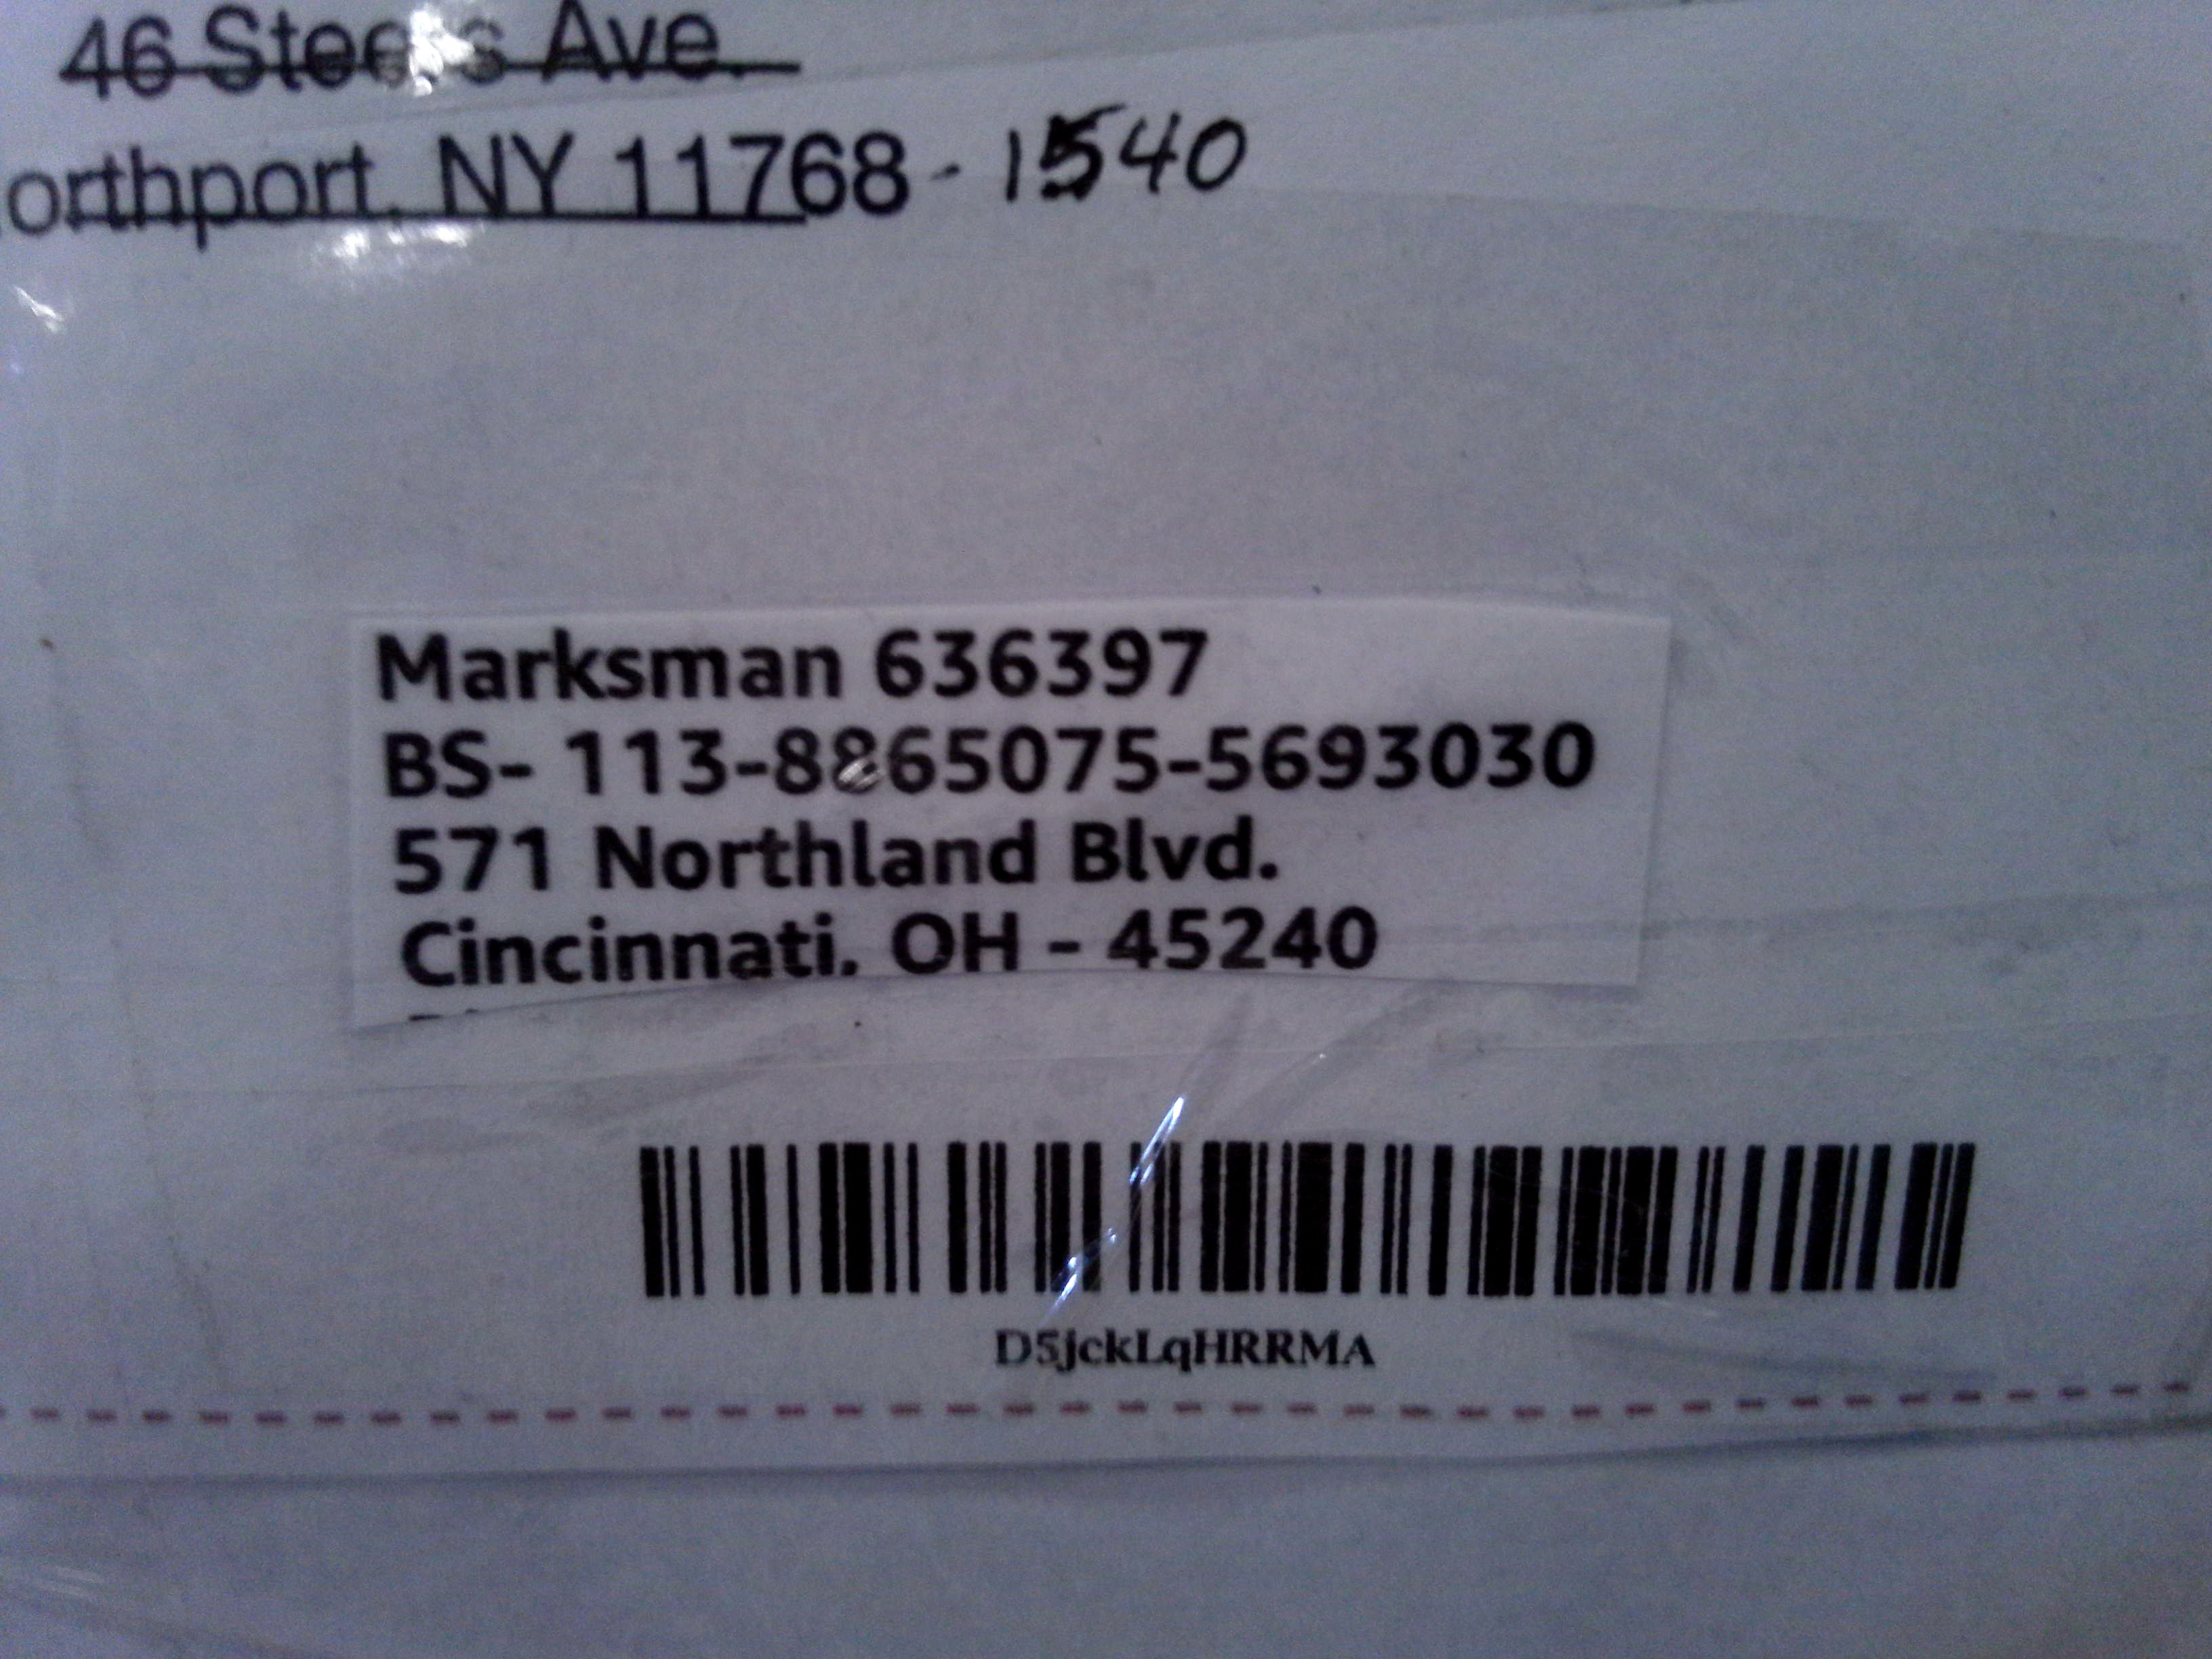 46 Steers Ave.
orthport, NY 11768 - 1540
Marksman 636397
BS- 113-8865075-5693030
571 Northland Blvd.
Cincinnati. OH - 45240
D5jckLqHRRMA